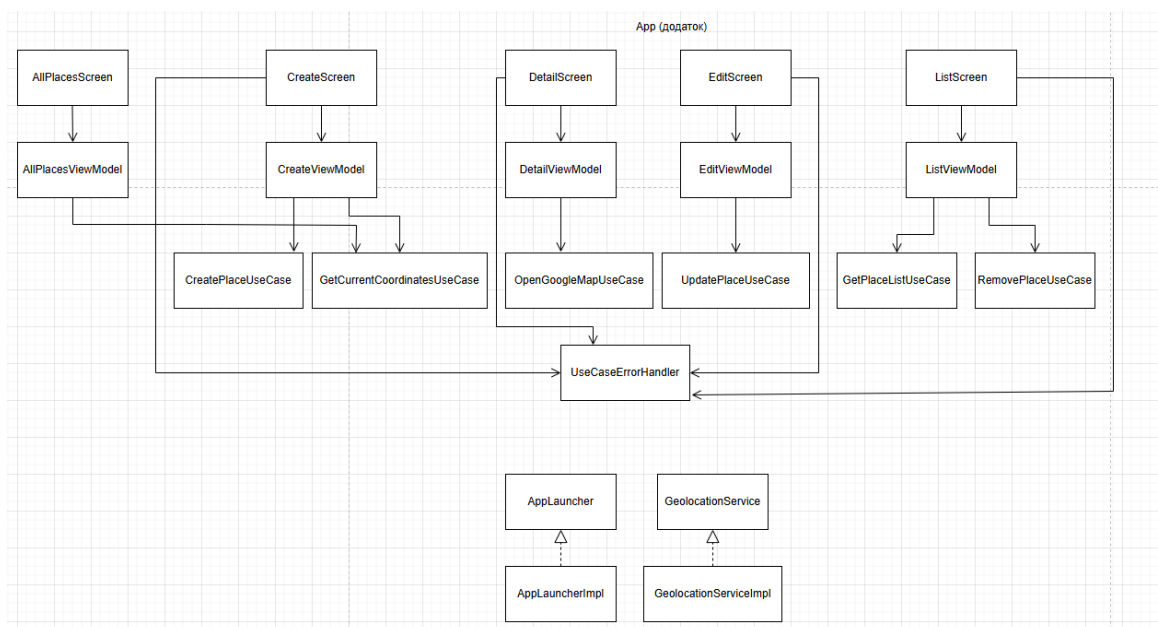 App (додаток)
AllPlacesScreen
CreateScreen
DetailScreen
EditScreen
ListScreen
AllPlacesViewModel
CreateViewModel
DetailViewModel
EditViewModel
ListViewModel
CreatePlaceUseCase
GetCurrentCoordinatesUseCase
OpenGoogleMapUseCase
UpdatePlaceUseCase
GetPlaceListUseCase
RemovePlaceUseCase
UseCaseErrorHandler
AppLauncher
GeolocationService
AppLauncherImpl
GeolocationServiceImpl